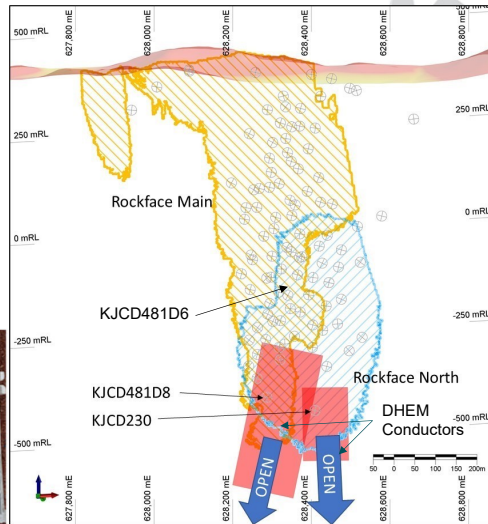 627.800 mE
628.000 mE
628.200 mE
628.400 mE
628.600 mE
628.800 mE
500 mRL
250 mRL
250 mRL
Rockface Main
0 mRL
0 mRL
KJCD481D6
-250 mRL
-250 mRL
Rockface North
KJCD481D8
KJCD230
DHEM
Conductors
-500 mRL
-500 mRL
OPEN
OPEN
50 0 50 100 150 200m
627.800 mE
628.000 mE
628.200 mE
628.400 mE
628.600 mE
628.800 mE